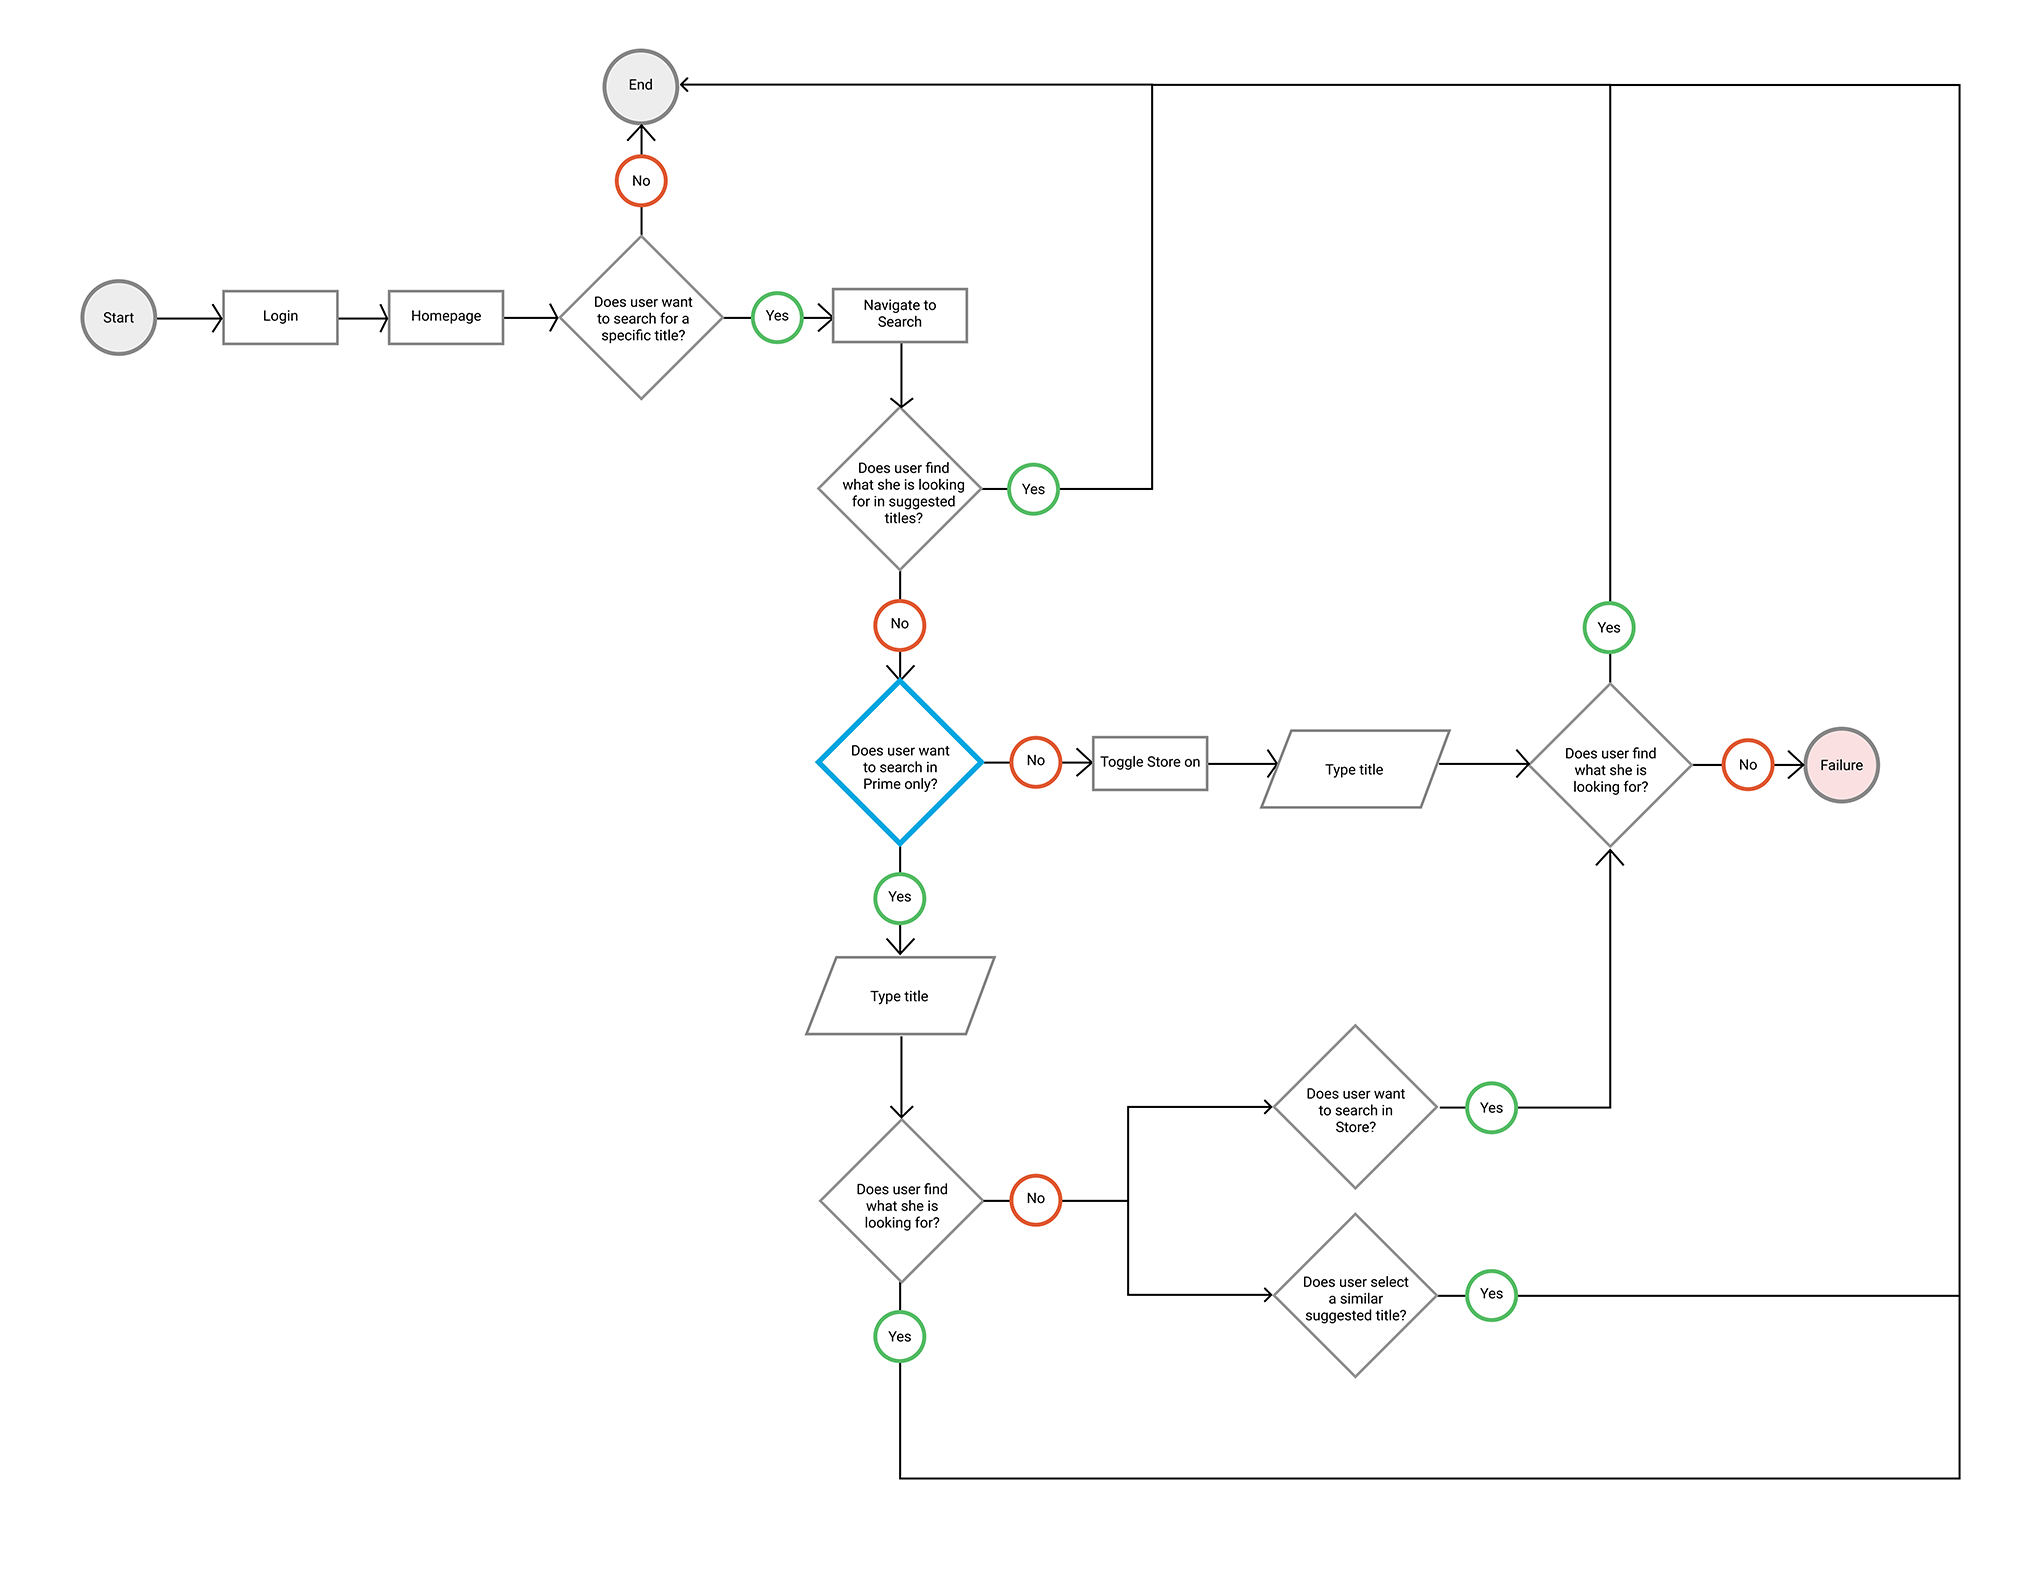 End
No
Start
Login
Homepage
Does user want
to search for a
specific title?
Yes
Navigate to
Search
Does user find
what she is looking
for in suggested
titles?
Yes
No
Yes
Does user want
to search in
Prime only?
No
Toggle Store on
Type title
Does user find
what she is
looking for?
No
Failure
Yes
Type title
Does user want
to search in
Store?
Yes
Does user find
what she is
looking for?
No
Does user select
a similar
suggested title?
Yes
Yes